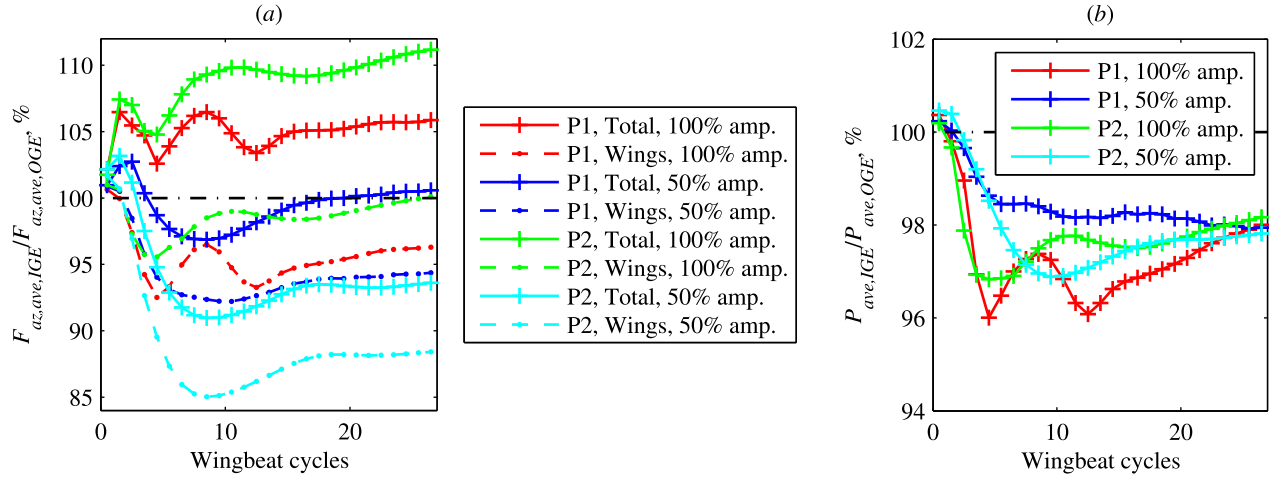 (a)
F_az,ave,IGE/F_az,ave,OGE, %
110
105
100
95
90
85
0
10
20
Wingbeat cycles
P1, Total, 100% amp.
P1, Wings, 100% amp.
P1, Total, 50% amp.
P1, Wings, 50% amp.
P2, Total, 100% amp.
P2, Wings, 100% amp.
P2, Total, 50% amp.
P2, Wings, 50% amp.
(b)
P_ave,IGE/P_ave,OGE, %
102
100
98
96
94
0
10
20
Wingbeat cycles
P1, 100% amp.
P1, 50% amp.
P2, 100% amp.
P2, 50% amp.